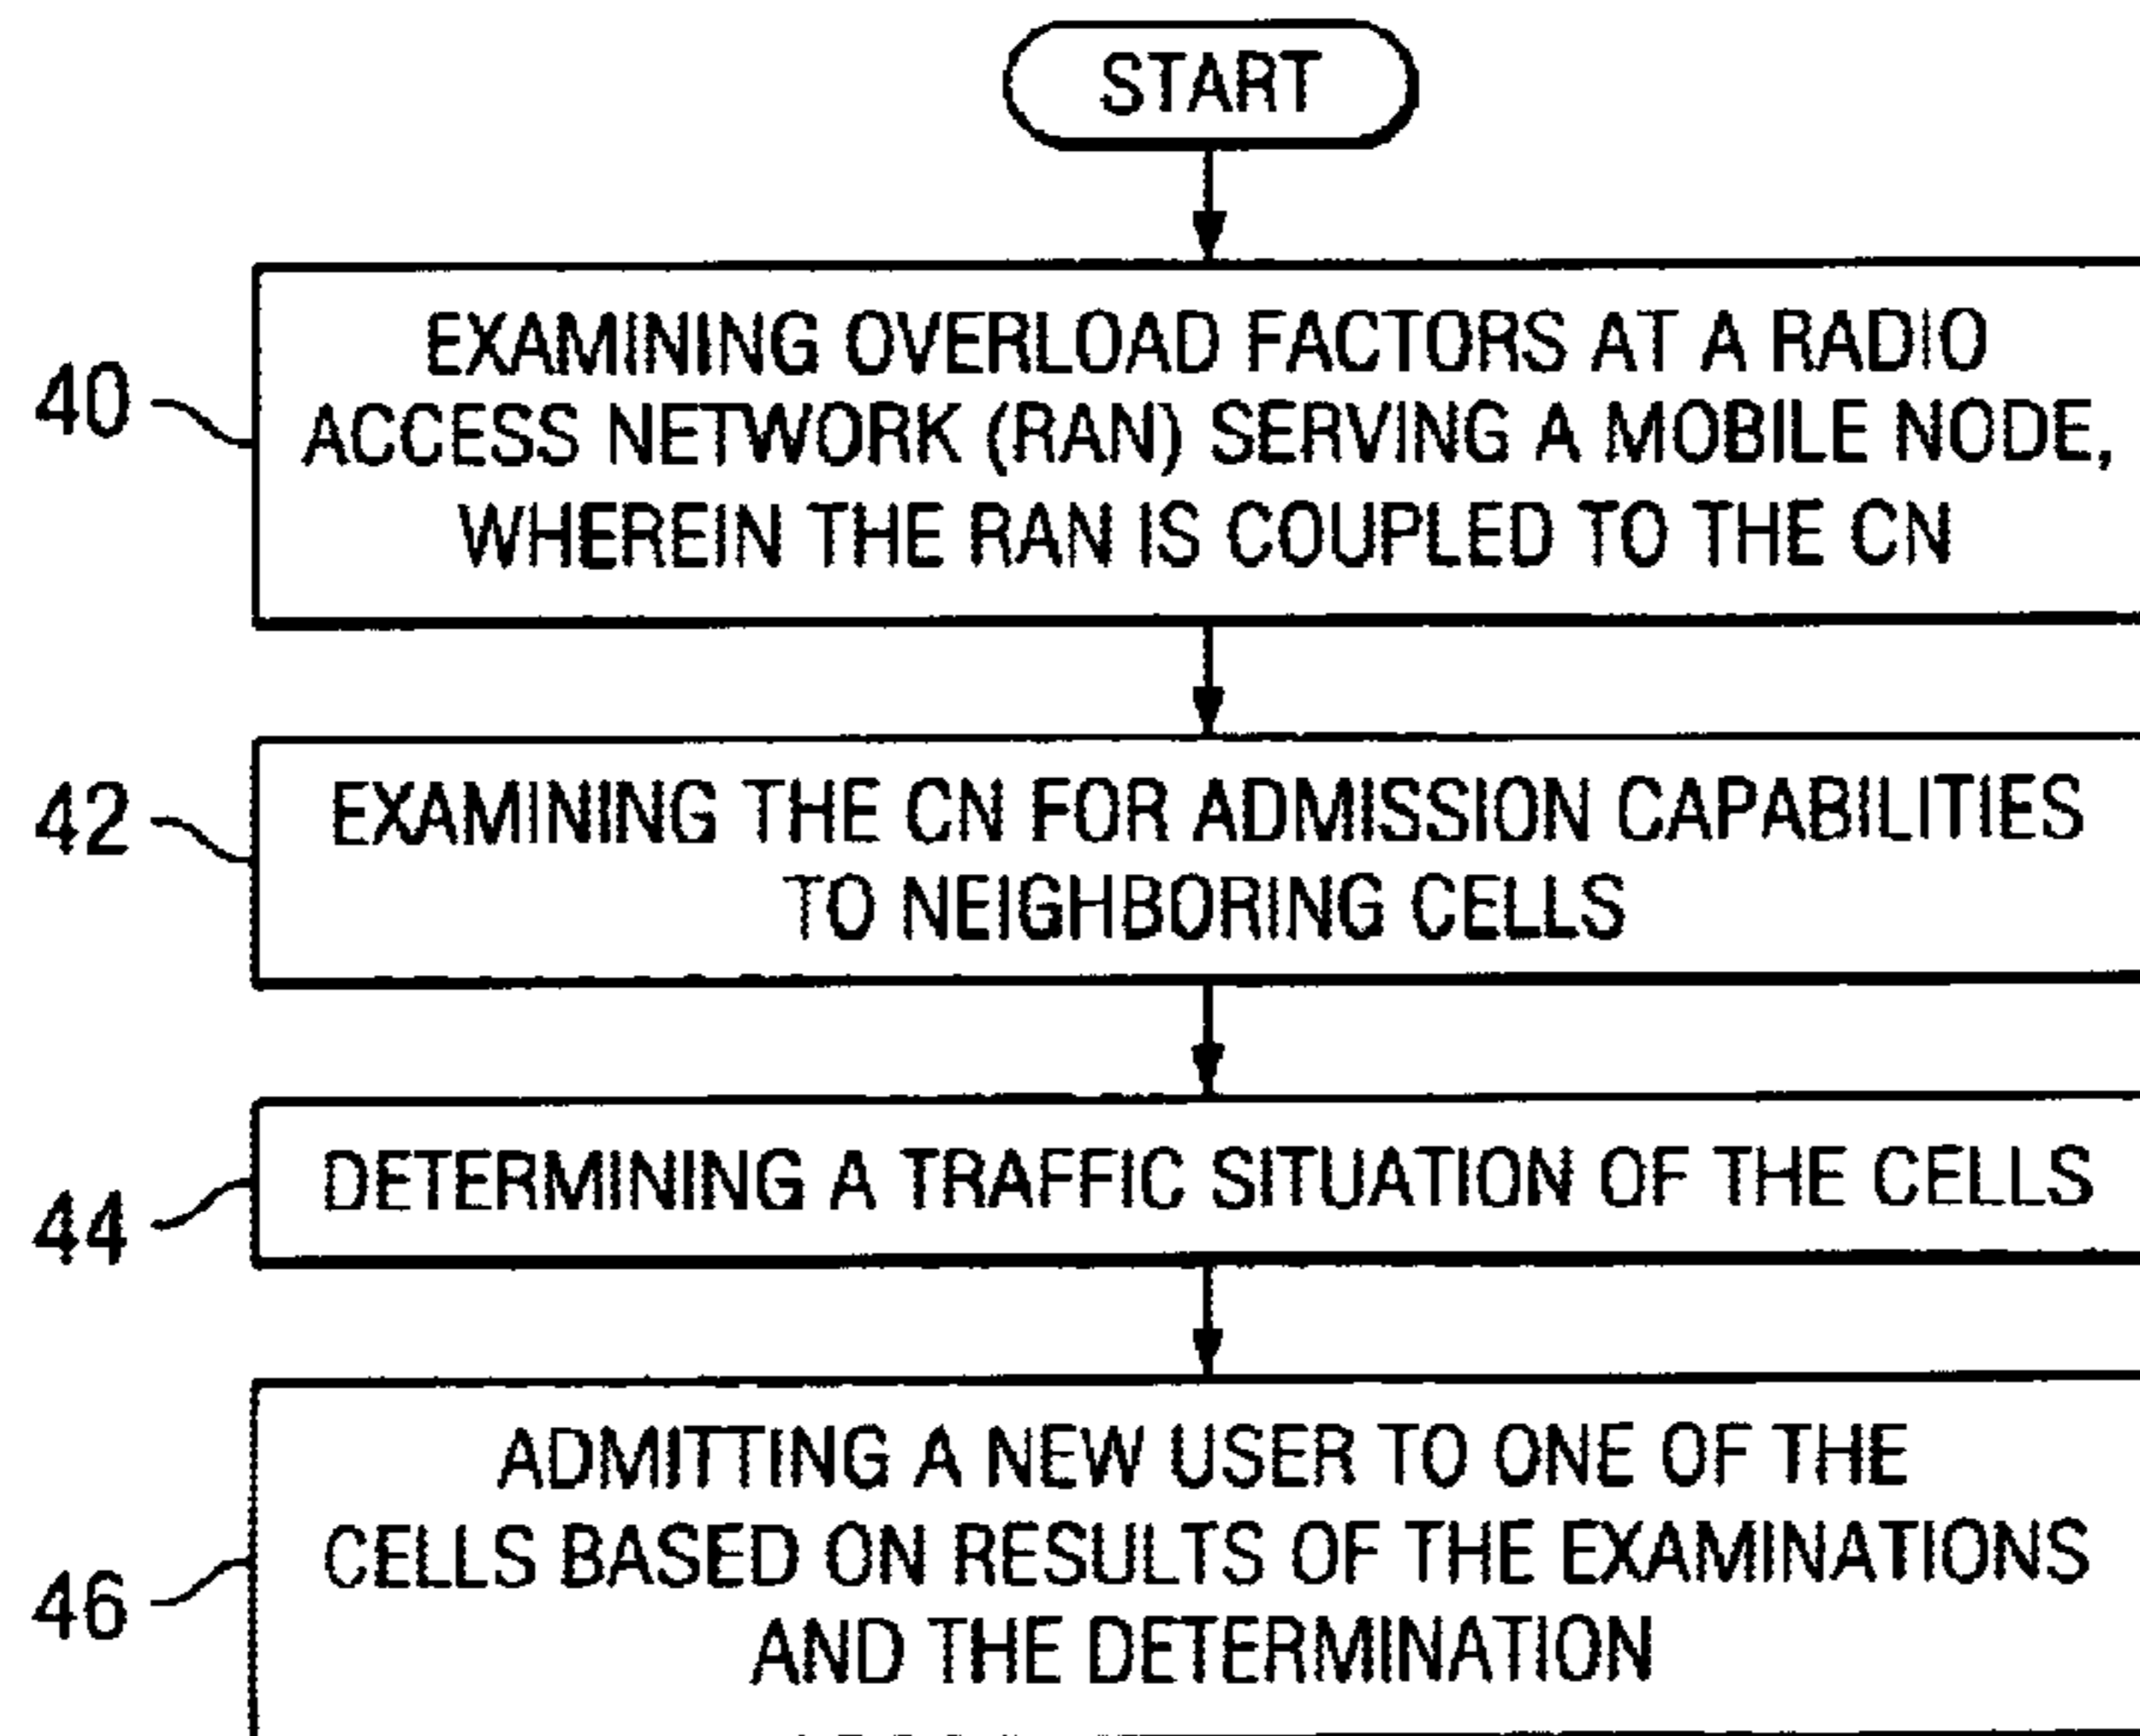 START
40
EXAMINING OVERLOAD FACTORS AT A RADIO
ACCESS NETWORK (RAN) SERVING A MOBILE NODE,
WHEREIN THE RAN IS COUPLED TO THE CN
42
EXAMINING THE CN FOR ADMISSION CAPABILITIES
TO NEIGHBORING CELLS
44
DETERMINING A TRAFFIC SITUATION OF THE CELLS
46
ADMITTING A NEW USER TO ONE OF THE
CELLS BASED ON RESULTS OF THE EXAMINATIONS
AND THE DETERMINATION